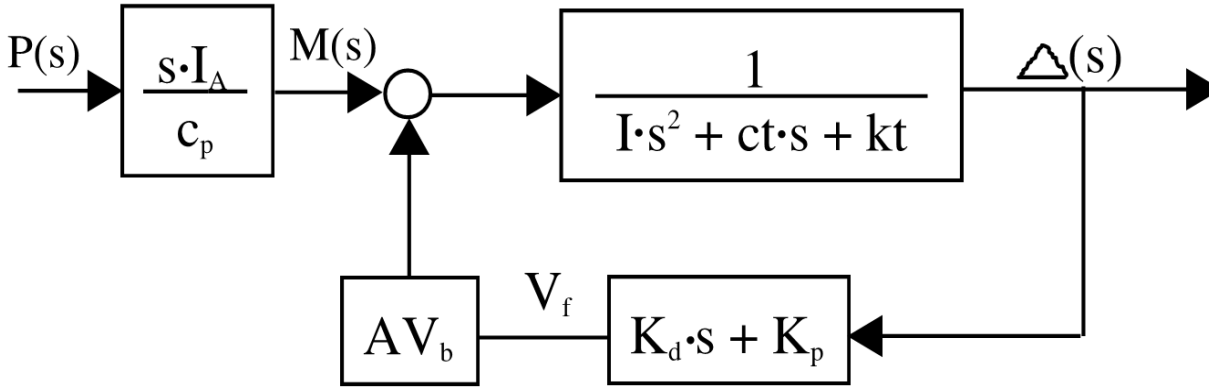 P(s)
s·I_A
c_p
M(s)
1
I·s² + ct·s + kt
△(s)
AV_b
V_f
K_d·s + K_p